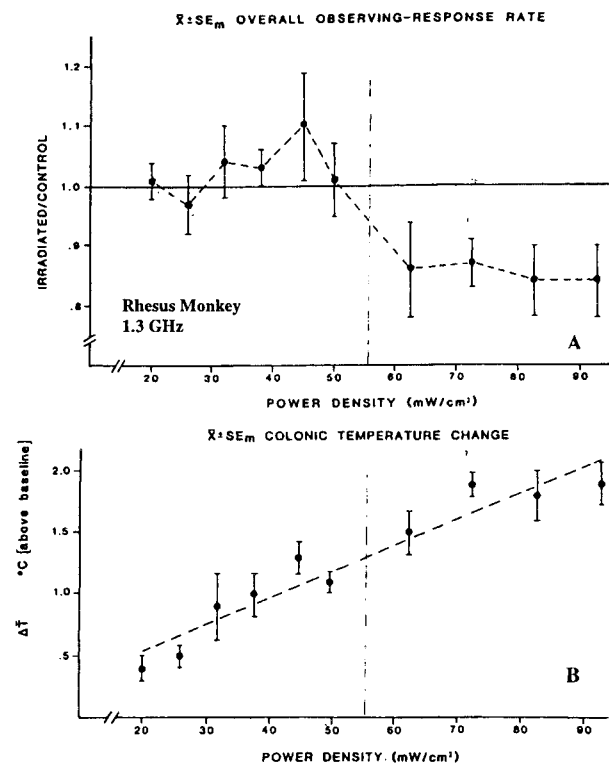 X̄±SEm OVERALL OBSERVING-RESPONSE RATE
IRRADIATED/CONTROL
1.2
1.1
1.0
.9
.8
Rhesus Monkey
1.3 GHz
A
20 30 40 50 60 70 80 90
POWER DENSITY (mW/cm²)
X̄±SEm COLONIC TEMPERATURE CHANGE
ΔT̄ °C [above baseline]
2.0
1.5
1.0
.5
B
20 30 40 50 60 70 80 90
POWER DENSITY (mW/cm²)